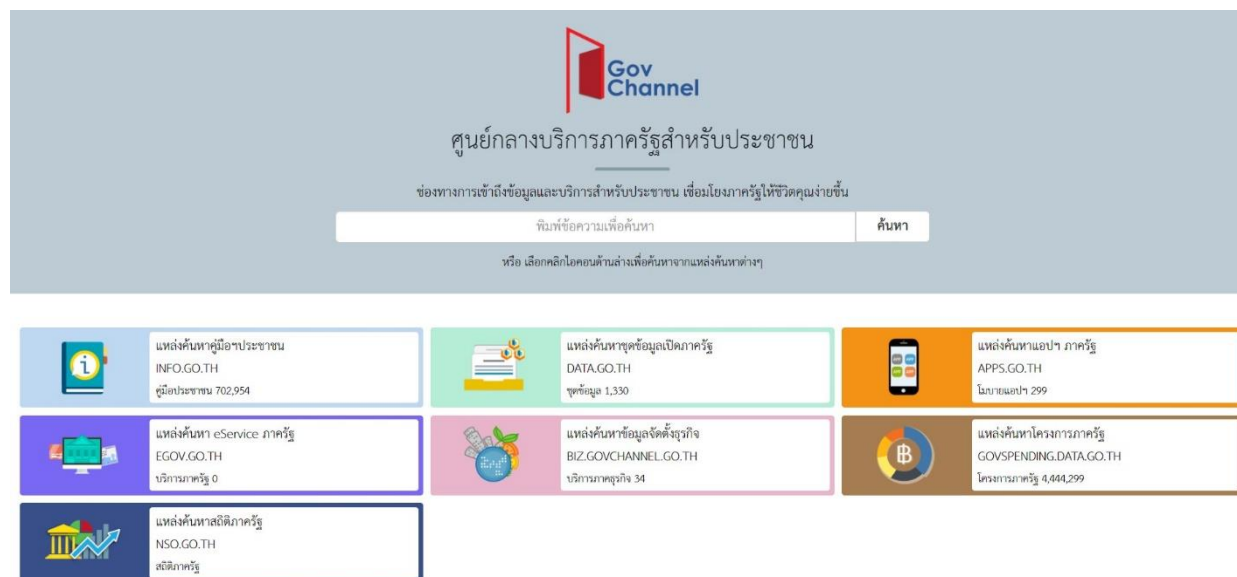 Gov
Channel
ศูนย์กลางบริการภาครัฐสำหรับประชาชน
ช่องทางการเข้าถึงข้อมูลและบริการสำหรับประชาชน เชื่อมโยงภาครัฐให้ชีวิตคุณง่ายขึ้น
พิมพ์ข้อความเพื่อค้นหา
ค้นหา
หรือ เลือกคลิกไอคอนด้านล่างเพื่อค้นหาจากแหล่งค้นหาต่างๆ
แหล่งค้นหาคู่มือฯประชาชน
INFO.GO.TH
คู่มือประชาชน 702,954
แหล่งค้นหาชุดข้อมูลเปิดภาครัฐ
DATA.GO.TH
ชุดข้อมูล 1,330
แหล่งค้นหาแอปฯ ภาครัฐ
APPS.GO.TH
โมบายแอปฯ 299
แหล่งค้นหา eService ภาครัฐ
EGOV.GO.TH
บริการภาครัฐ 0
แหล่งค้นหาข้อมูลจัดตั้งธุรกิจ
BIZ.GOVCHANNEL.GO.TH
บริการภาคธุรกิจ 34
แหล่งค้นหาโครงการภาครัฐ
GOVSPENDING.DATA.GO.TH
โครงการภาครัฐ 4,444,299
แหล่งค้นหาสถิติภาครัฐ
NSO.GO.TH
สถิติภาครัฐ